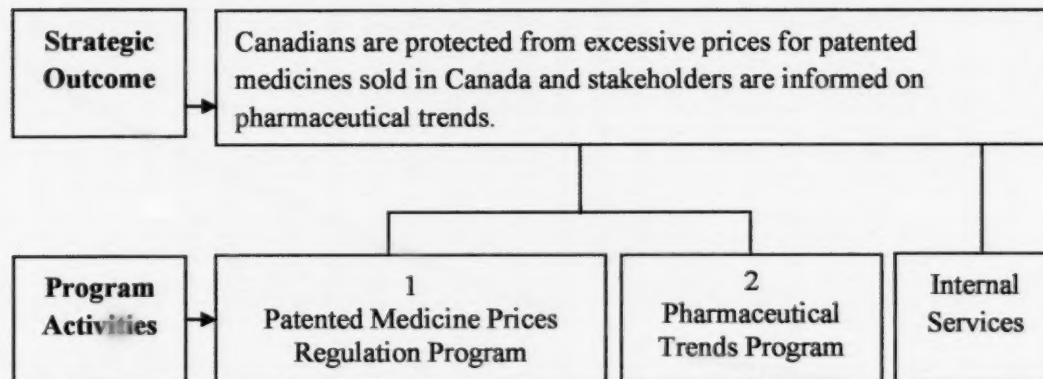 Strategic
Outcome
Canadians are protected from excessive prices for patented
medicines sold in Canada and stakeholders are informed on
pharmaceutical trends.
Program
Activities
1
Patented Medicine Prices
Regulation Program
2
Pharmaceutical
Trends Program
Internal
Services